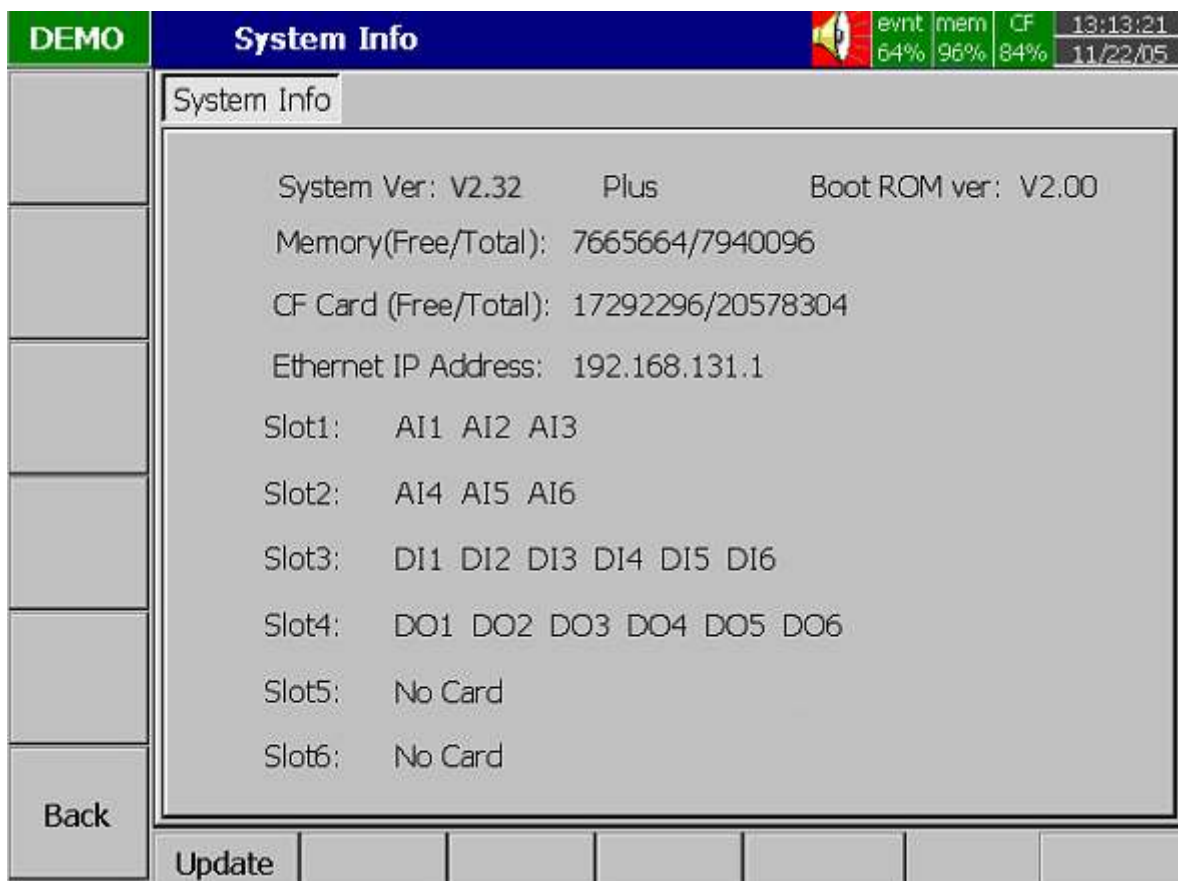 DEMO System Info evnt mem CF 13:13:21
64% 96% 84% 11/22/05
System Info
System Ver: V2.32 Plus Boot ROM ver: V2.00
Memory(Free/Total): 7665664/7940096
CF Card (Free/Total): 17292296/20578304
Ethernet IP Address: 192.168.131.1
Slot1: AI1 AI2 AI3
Slot2: AI4 AI5 AI6
Slot3: DI1 DI2 DI3 DI4 DI5 DI6
Slot4: DO1 DO2 DO3 DO4 DO5 DO6
Slot5: No Card
Slot6: No Card
Back
Update